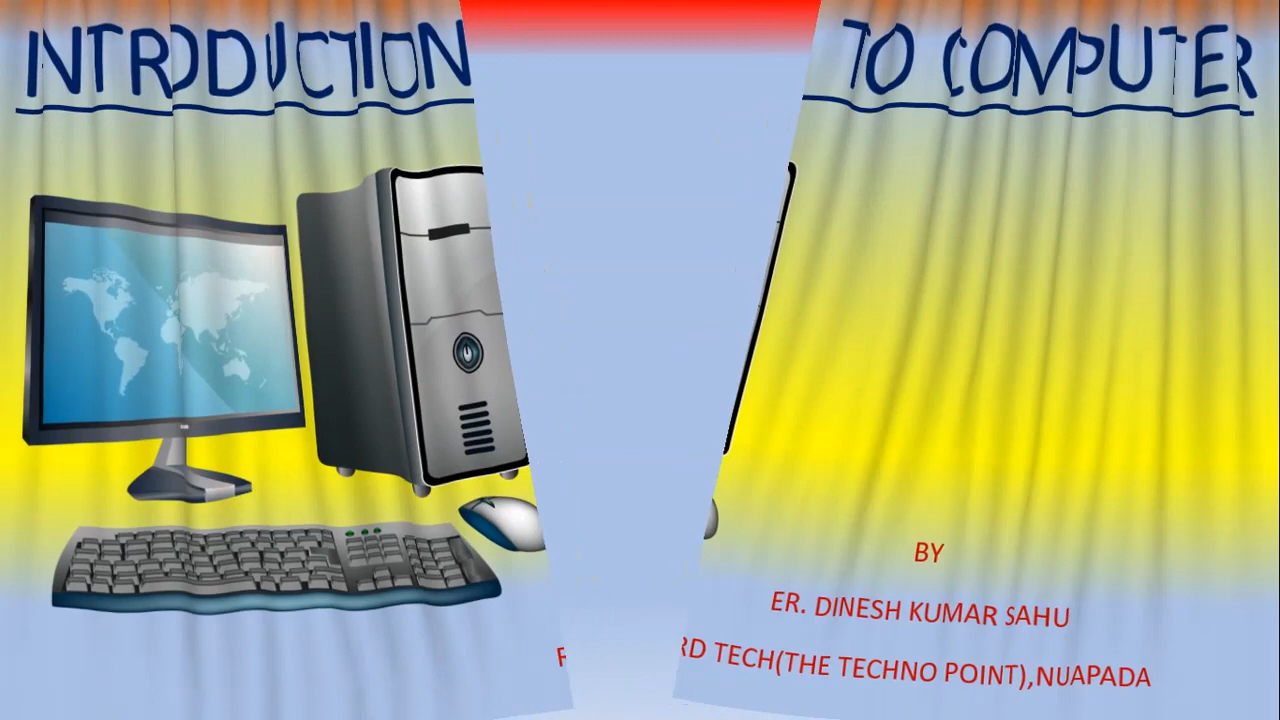 INTRODUCTION TO COMPUTER
BY
ER. DINESH KUMAR SAHU
TECH(THE TECHNO POINT),NUAPADA